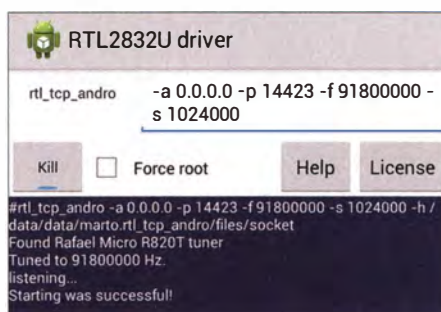 RTL2832U driver
rtl_tcp_andro
-a 0.0.0.0 -p 14423 -f 91800000 -
s 1024000
Kill
Force root
Help
License
#rtl_tcp_andro -a 0.0.0.0 -p 14423 -f 91800000 -s 1024000 -h /
data/data/marto.rtl_tcp_andro/files/socket
Found Rafael Micro R820T tuner
Tuned to 91800000 Hz.
listening...
Starting was successful!